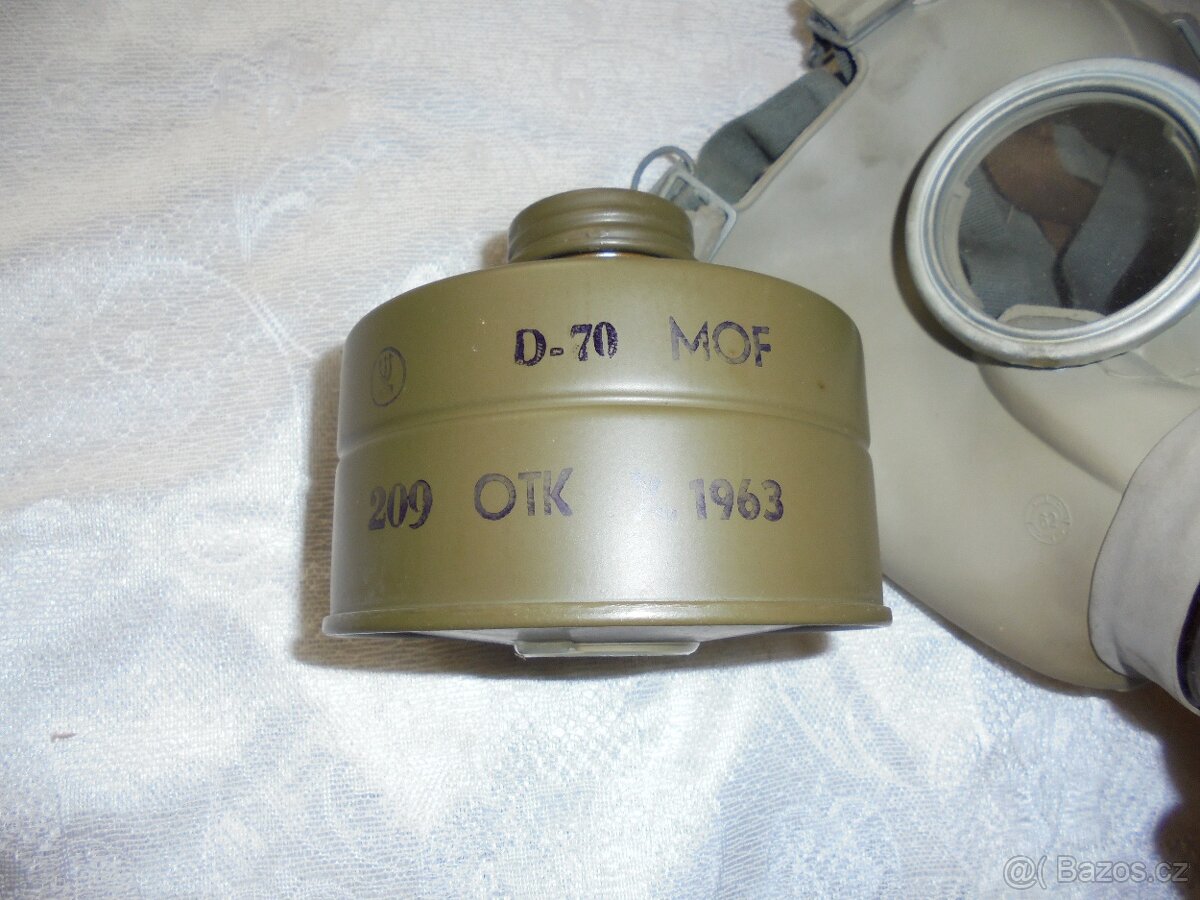 D-70 MOF
209 OTK X. 1963
@( Bazos.cz